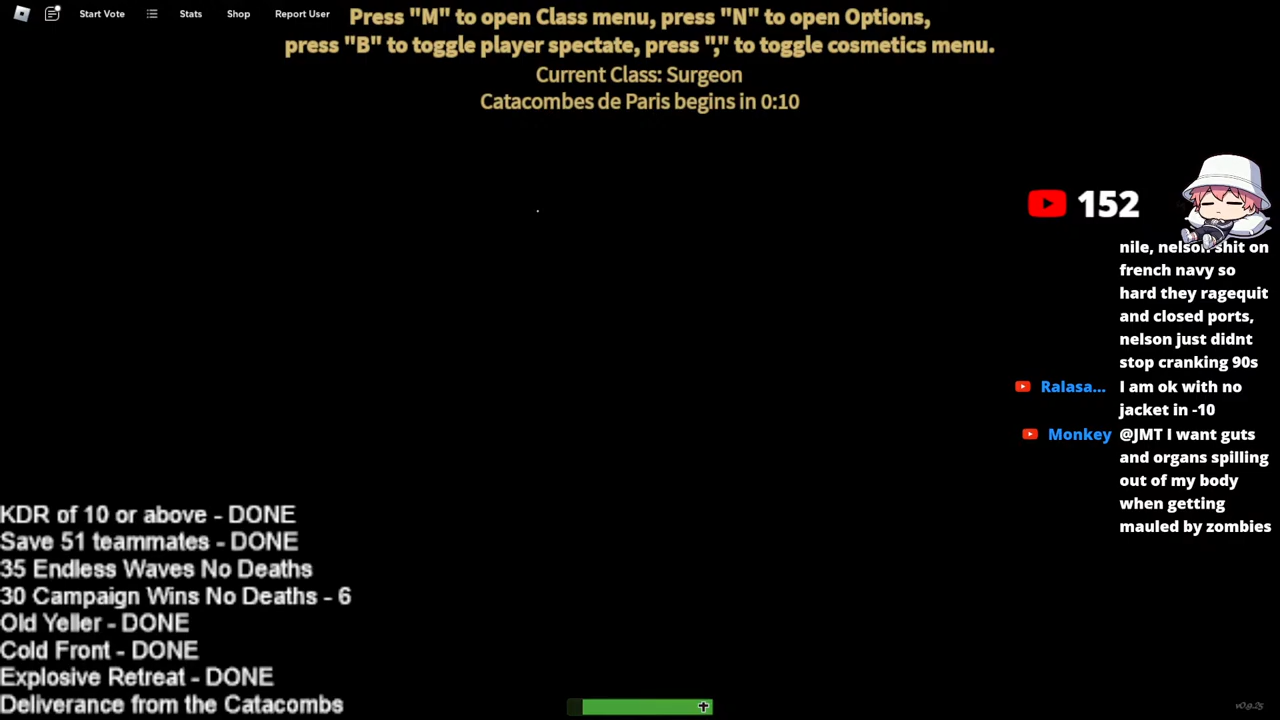 Start Vote
Stats
Shop
Report User
Press "M" to open Class menu, press "N" to open Options,
press "B" to toggle player spectate, press "," to toggle cosmetics menu.
Current Class: Surgeon
Catacombes de Paris begins in 0:10
152
nile, nelson shit on
french navy so
hard they ragequit
and closed ports,
nelson just didnt
stop cranking 90s
Ralasa... I am ok with no
jacket in -10
Monkey @JMT I want guts
and organs spilling
out of my body
when getting
mauled by zombies
KDR of 10 or above - DONE
Save 51 teammates - DONE
35 Endless Waves No Deaths
30 Campaign Wins No Deaths - 6
Old Yeller - DONE
Cold Front - DONE
Explosive Retreat - DONE
Deliverance from the Catacombs
v0.9.25